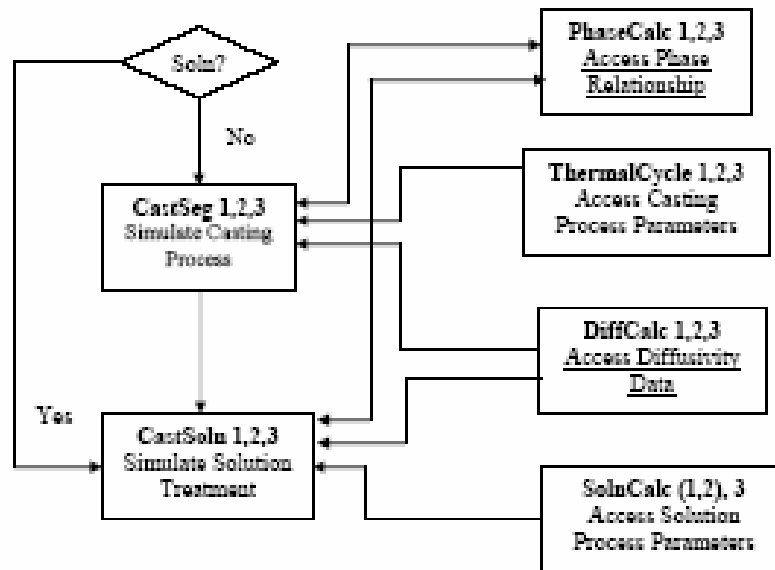 Soln?
No
Yes
CastSeg 1,2,3
Simulate Casting
Process
CastSoln 1,2,3
Simulate Solution
Treatment
PhaseCalc 1,2,3
Access Phase
Relationship
ThermalCycle 1,2,3
Access Casting
Process Parameters
DiffCalc 1,2,3
Access Diffusivity
Data
SolnCalc (1,2), 3
Access Solution
Process Parameters